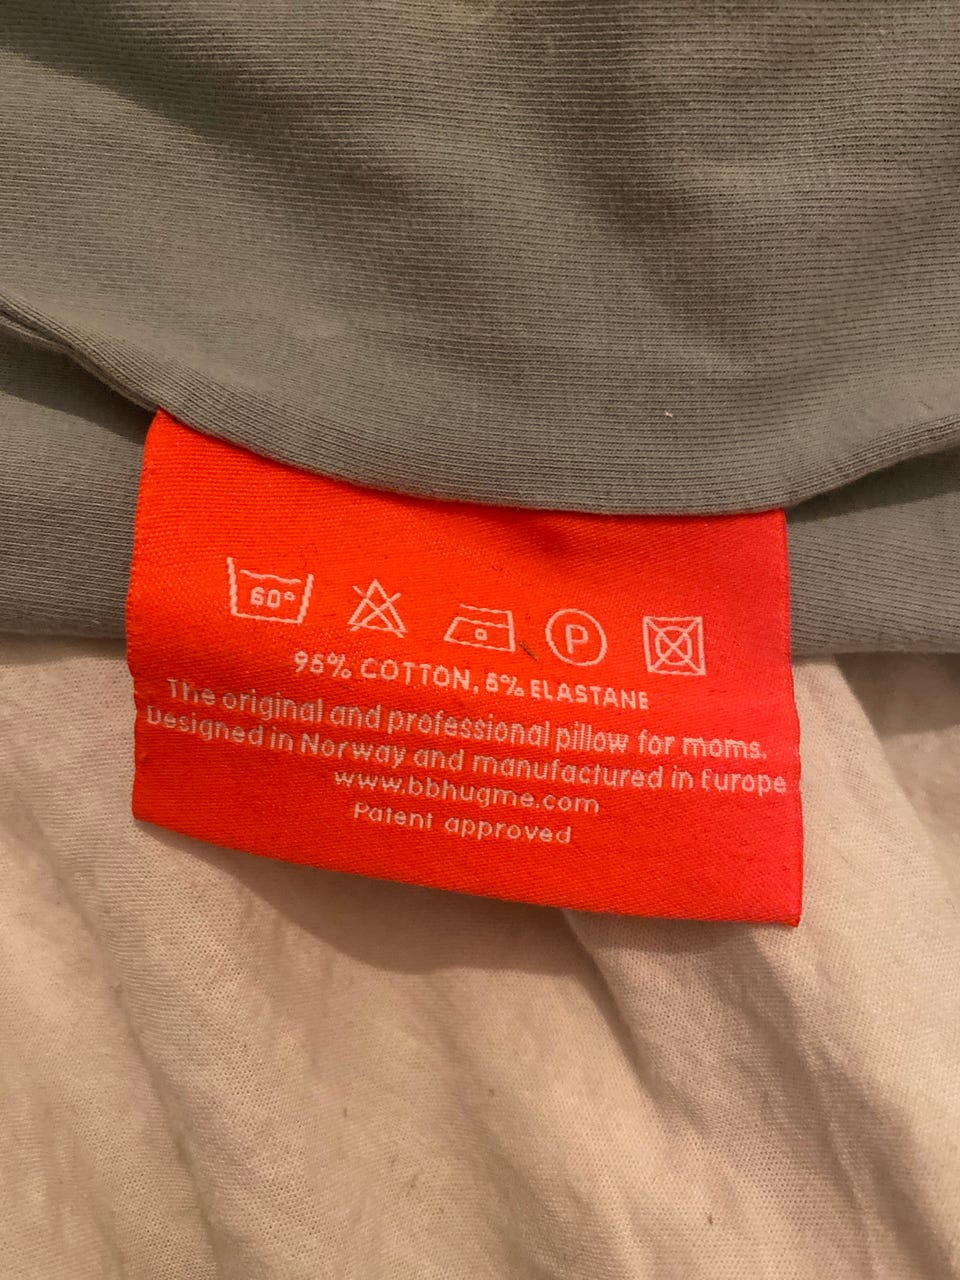 60°
P
95% COTTON, 5% ELASTANE
The original and professional pillow for moms.
Designed in Norway and manufactured in Europe
www.bbhugme.com
Patent approved